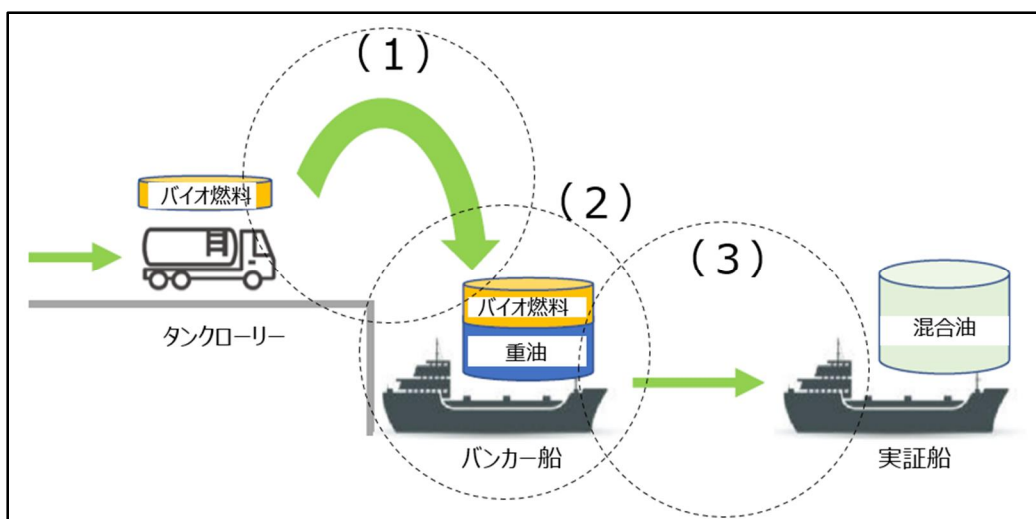 （１）
バイオ燃料
（２）
（３）
バイオ燃料
混合油
タンクローリー
重油
バンカー船
実証船